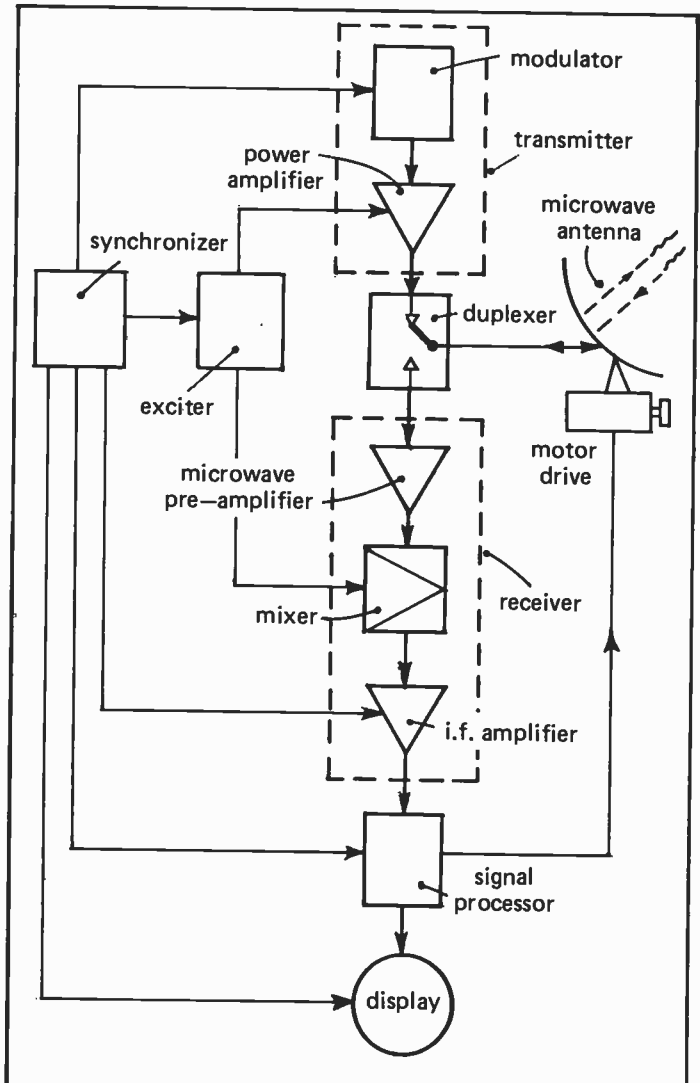 modulator
power
amplifier
transmitter
microwave
antenna
synchronizer
duplexer
exciter
motor
drive
microwave
pre–amplifier
receiver
mixer
i.f. amplifier
signal
processor
display